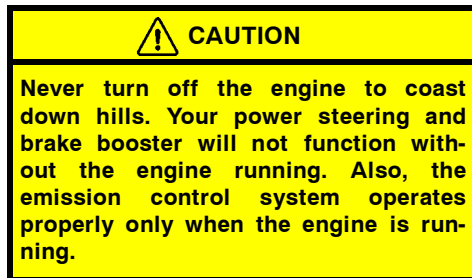 CAUTION
Never turn off the engine to coast
down hills. Your power steering and
brake booster will not function with-
out the engine running. Also, the
emission control system operates
properly only when the engine is run-
ning.